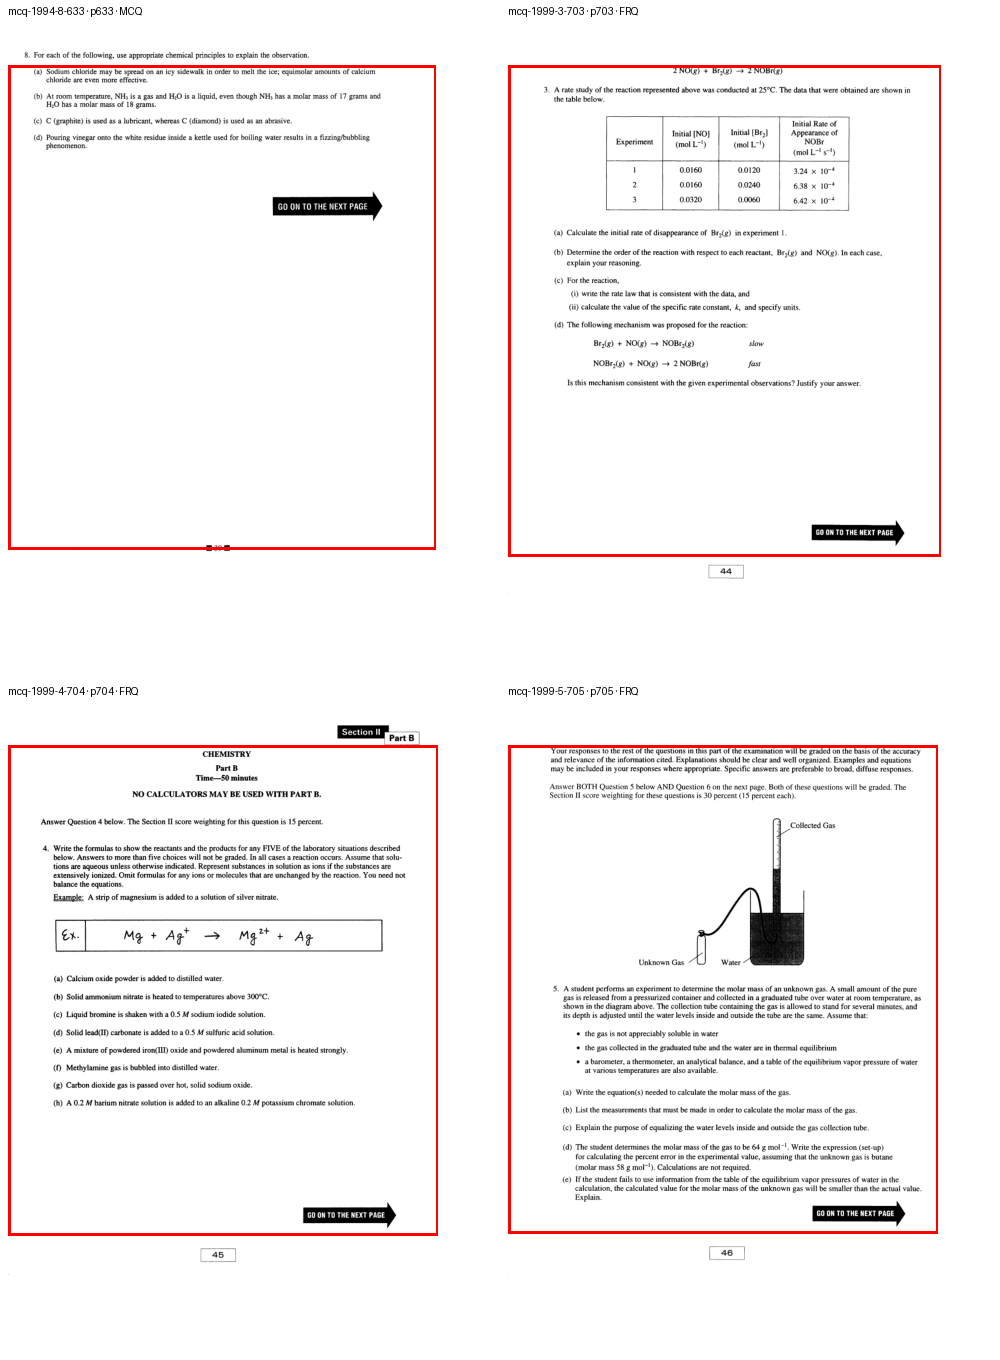 mcq-1994-8-633 · p633 · MCQ
8. For each of the following, use appropriate chemical principles to explain the observation.
(a) Sodium chloride may be spread on an icy sidewalk in order to melt the ice; equimolar amounts of calcium
chloride are even more effective.
(b) At room temperature, NH₃ is a gas and H₂O is a liquid, even though NH₃ has a molar mass of 17 grams and
H₂O has a molar mass of 18 grams.
(c) C (graphite) is used as a lubricant, whereas C (diamond) is used as an abrasive.
(d) Pouring vinegar onto the white residue inside a kettle used for boiling water results in a fizzing/bubbling
phenomenon.
GO ON TO THE NEXT PAGE
mcq-1999-3-703 · p703 · FRQ
2 NO(g) + Br₂(g) → 2 NOBr(g)
3. A rate study of the reaction represented above was conducted at 25°C. The data that were obtained are shown in
the table below.
Experiment | Initial [NO] (mol L⁻¹) | Initial [Br₂] (mol L⁻¹) | Initial Rate of Appearance of NOBr (mol L⁻¹ s⁻¹)
1 | 0.0160 | 0.0120 | 3.24 × 10⁻⁴
2 | 0.0160 | 0.0240 | 6.38 × 10⁻⁴
3 | 0.0320 | 0.0060 | 6.42 × 10⁻⁴
(a) Calculate the initial rate of disappearance of Br₂(g) in experiment 1.
(b) Determine the order of the reaction with respect to each reactant, Br₂(g) and NO(g). In each case,
explain your reasoning.
(c) For the reaction,
(i) write the rate law that is consistent with the data, and
(ii) calculate the value of the specific rate constant, k, and specify units.
(d) The following mechanism was proposed for the reaction:
Br₂(g) + NO(g) → NOBr₂(g) slow
NOBr₂(g) + NO(g) → 2 NOBr(g) fast
Is this mechanism consistent with the given experimental observations? Justify your answer.
GO ON TO THE NEXT PAGE
44
mcq-1999-4-704 · p704 · FRQ
Section II
Part B
CHEMISTRY
Part B
Time—50 minutes
NO CALCULATORS MAY BE USED WITH PART B.
Answer Question 4 below. The Section II score weighting for this question is 15 percent.
4. Write the formulas to show the reactants and the products for any FIVE of the laboratory situations described
below. Answers to more than five choices will not be graded. In all cases a reaction occurs. Assume that solu-
tions are aqueous unless otherwise indicated. Represent substances in solution as ions if the substances are
extensively ionized. Omit formulas for any ions or molecules that are unchanged by the reaction. You need not
balance the equations.
Example: A strip of magnesium is added to a solution of silver nitrate.
Ex. Mg + Ag⁺ → Mg²⁺ + Ag
(a) Calcium oxide powder is added to distilled water.
(b) Solid ammonium nitrate is heated to temperatures above 300°C.
(c) Liquid bromine is shaken with a 0.5 M sodium iodide solution.
(d) Solid lead(II) carbonate is added to a 0.5 M sulfuric acid solution.
(e) A mixture of powdered iron(III) oxide and powdered aluminum metal is heated strongly.
(f) Methylamine gas is bubbled into distilled water.
(g) Carbon dioxide gas is passed over hot, solid sodium oxide.
(h) A 0.2 M barium nitrate solution is added to an alkaline 0.2 M potassium chromate solution.
GO ON TO THE NEXT PAGE
45
mcq-1999-5-705 · p705 · FRQ
Your responses to the rest of the questions in this part of the examination will be graded on the basis of the accuracy
and relevance of the information cited. Explanations should be clear and well organized. Examples and equations
may be included in your responses where appropriate. Specific answers are preferable to broad, diffuse responses.
Answer BOTH Question 5 below AND Question 6 on the next page. Both of these questions will be graded. The
Section II score weighting for these questions is 30 percent (15 percent each).
Collected Gas
Unknown Gas
Water
5. A student performs an experiment to determine the molar mass of an unknown gas. A small amount of the pure
gas is released from a pressurized container and collected in a graduated tube over water at room temperature, as
shown in the diagram above. The collection tube containing the gas is allowed to stand for several minutes, and
its depth is adjusted until the water levels inside and outside the tube are the same. Assume that:
• the gas is not appreciably soluble in water
• the gas collected in the graduated tube and the water are in thermal equilibrium
• a barometer, a thermometer, an analytical balance, and a table of the equilibrium vapor pressure of water
at various temperatures are also available.
(a) Write the equation(s) needed to calculate the molar mass of the gas.
(b) List the measurements that must be made in order to calculate the molar mass of the gas.
(c) Explain the purpose of equalizing the water levels inside and outside the gas collection tube.
(d) The student determines the molar mass of the gas to be 64 g mol⁻¹. Write the expression (set-up)
for calculating the percent error in the experimental value, assuming that the unknown gas is butane
(molar mass 58 g mol⁻¹). Calculations are not required.
(e) If the student fails to use information from the table of the equilibrium vapor pressures of water in the
calculation, the calculated value for the molar mass of the unknown gas will be smaller than the actual value.
Explain.
GO ON TO THE NEXT PAGE
46